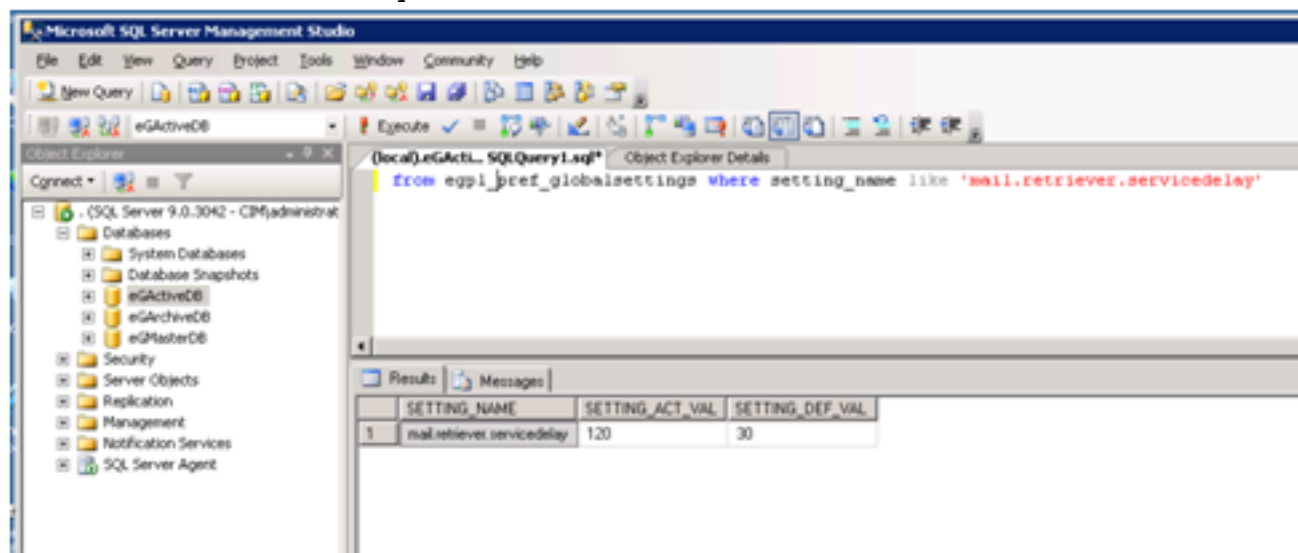 Microsoft SQL Server Management Studio
File Edit View Query Project Tools Window Community Help
New Query
eGActiveDB
Execute
Object Explorer
(local).eGActi... SQLQuery1.sql* Object Explorer Details
Connect
from egpl_pref_globalsettings where setting_name like 'mail.retriever.servicedelay'
. (SQL Server 9.0.3042 - CIM\administrat
Databases
System Databases
Database Snapshots
eGActiveDB
eGArchiveDB
eGMasterDB
Security
Server Objects
Replication
Management
Notification Services
SQL Server Agent
Results Messages
SETTING_NAME SETTING_ACT_VAL SETTING_DEF_VAL
1 mail.retriever.servicedelay 120 30